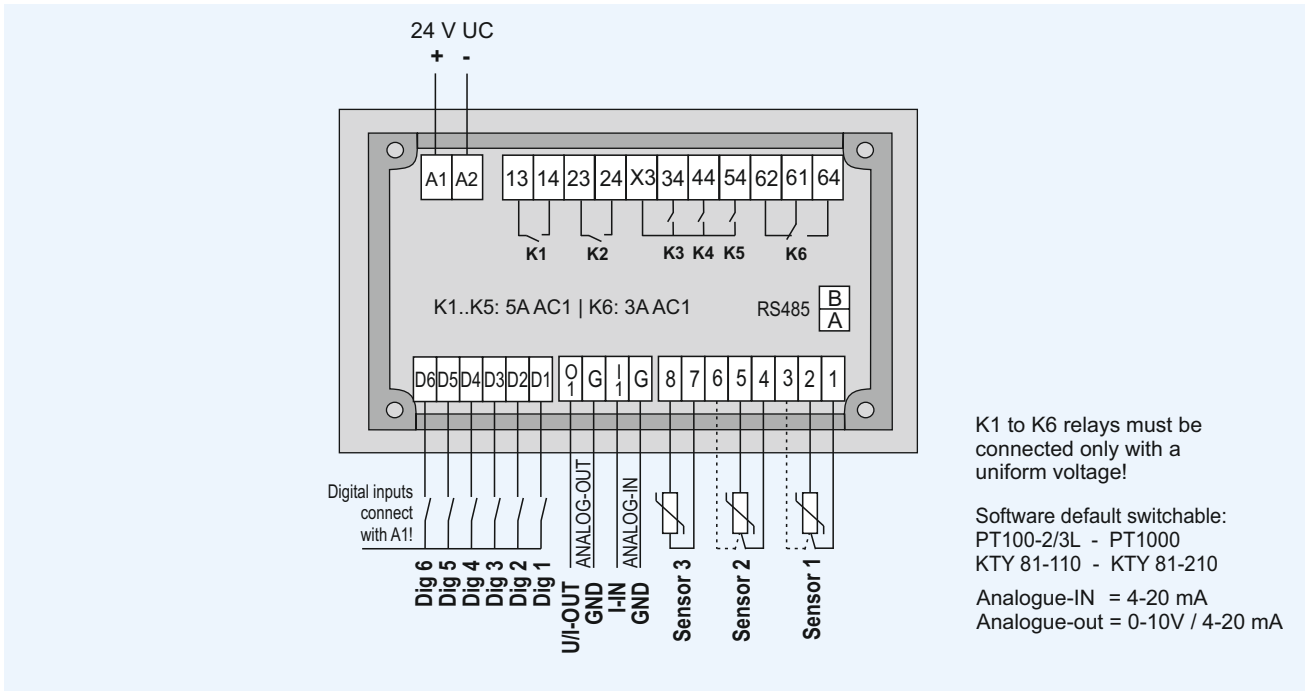 24 V UC
+ -
A1 A2 13 14 23 24 X3 34 44 54 62 61 64
K1 K2 K3 K4 K5 K6
K1..K5: 5A AC1 | K6: 3A AC1
RS485
B
A
D6 D5 D4 D3 D2 D1 O1 G I1 G 8 7 6 5 4 3 2 1
Digital inputs
connect
with A1!
Dig 6
Dig 5
Dig 4
Dig 3
Dig 2
Dig 1
U/I-OUT
ANALOG-OUT
GND
I-IN
ANALOG-IN
GND
Sensor 3
Sensor 2
Sensor 1
K1 to K6 relays must be
connected only with a
uniform voltage!
Software default switchable:
PT100-2/3L - PT1000
KTY 81-110 - KTY 81-210
Analogue-IN = 4-20 mA
Analogue-out = 0-10V / 4-20 mA